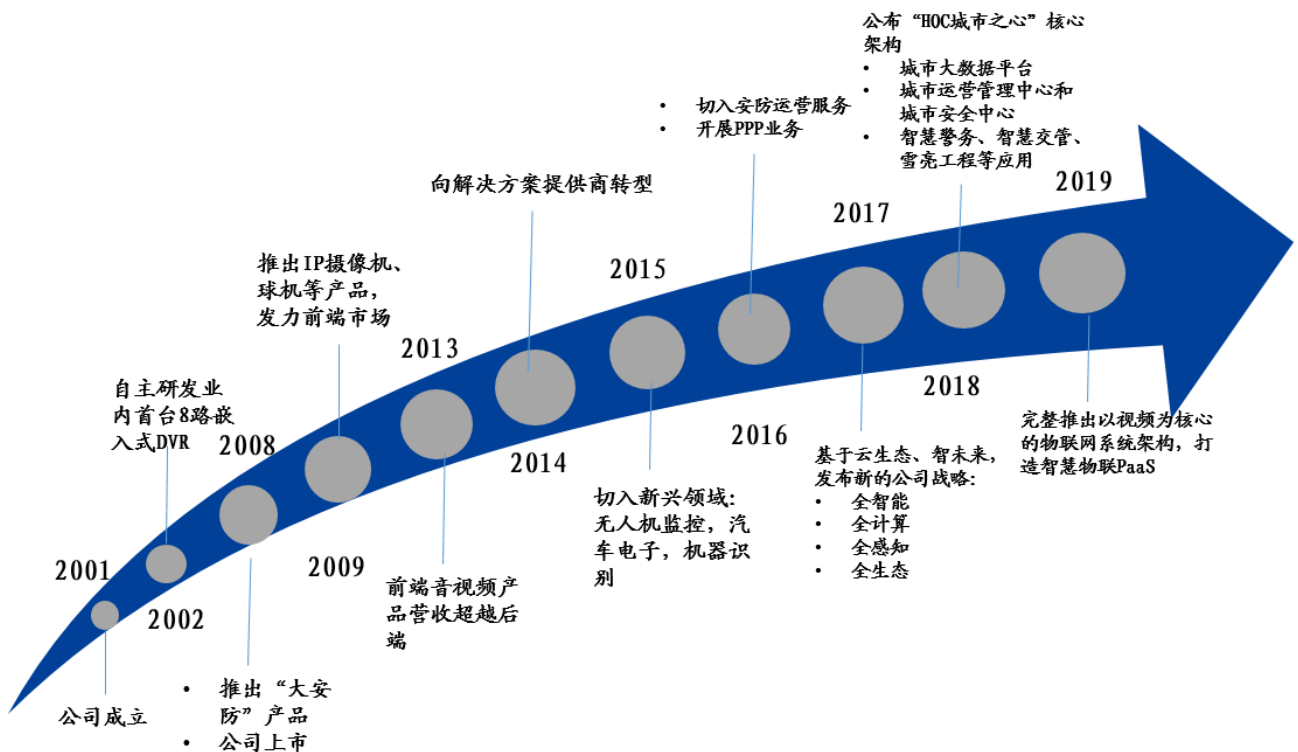 公布“HOC城市之心”核心
架构
• 城市大数据平台
• 城市运营管理中心和
城市安全中心
• 智慧警务、智慧交管、
雪亮工程等应用
• 切入安防运营服务
• 开展PPP业务
向解决方案提供商转型
推出IP摄像机、
球机等产品，
发力前端市场
自主研发业
内首台8路嵌
入式DVR
2001
2002
2008
2009
2013
2014
2015
2016
2017
2018
2019
公司成立
• 推出“大安
防”产品
• 公司上市
前端音视频产
品营收超越后
端
切入新兴领域：
无人机监控，汽
车电子，机器识
别
基于云生态、智未来，
发布新的公司战略：
• 全智能
• 全计算
• 全感知
• 全生态
完整推出以视频为核心
的物联网系统架构，打
造智慧物联PaaS